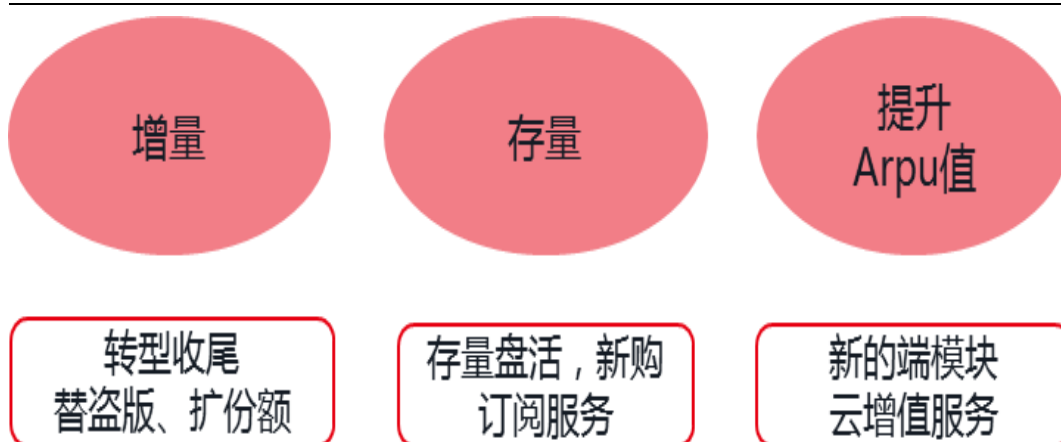 增量
存量
提升
Arpu值
转型收尾
替盗版、扩份额
存量盘活，新购
订阅服务
新的端模块
云增值服务